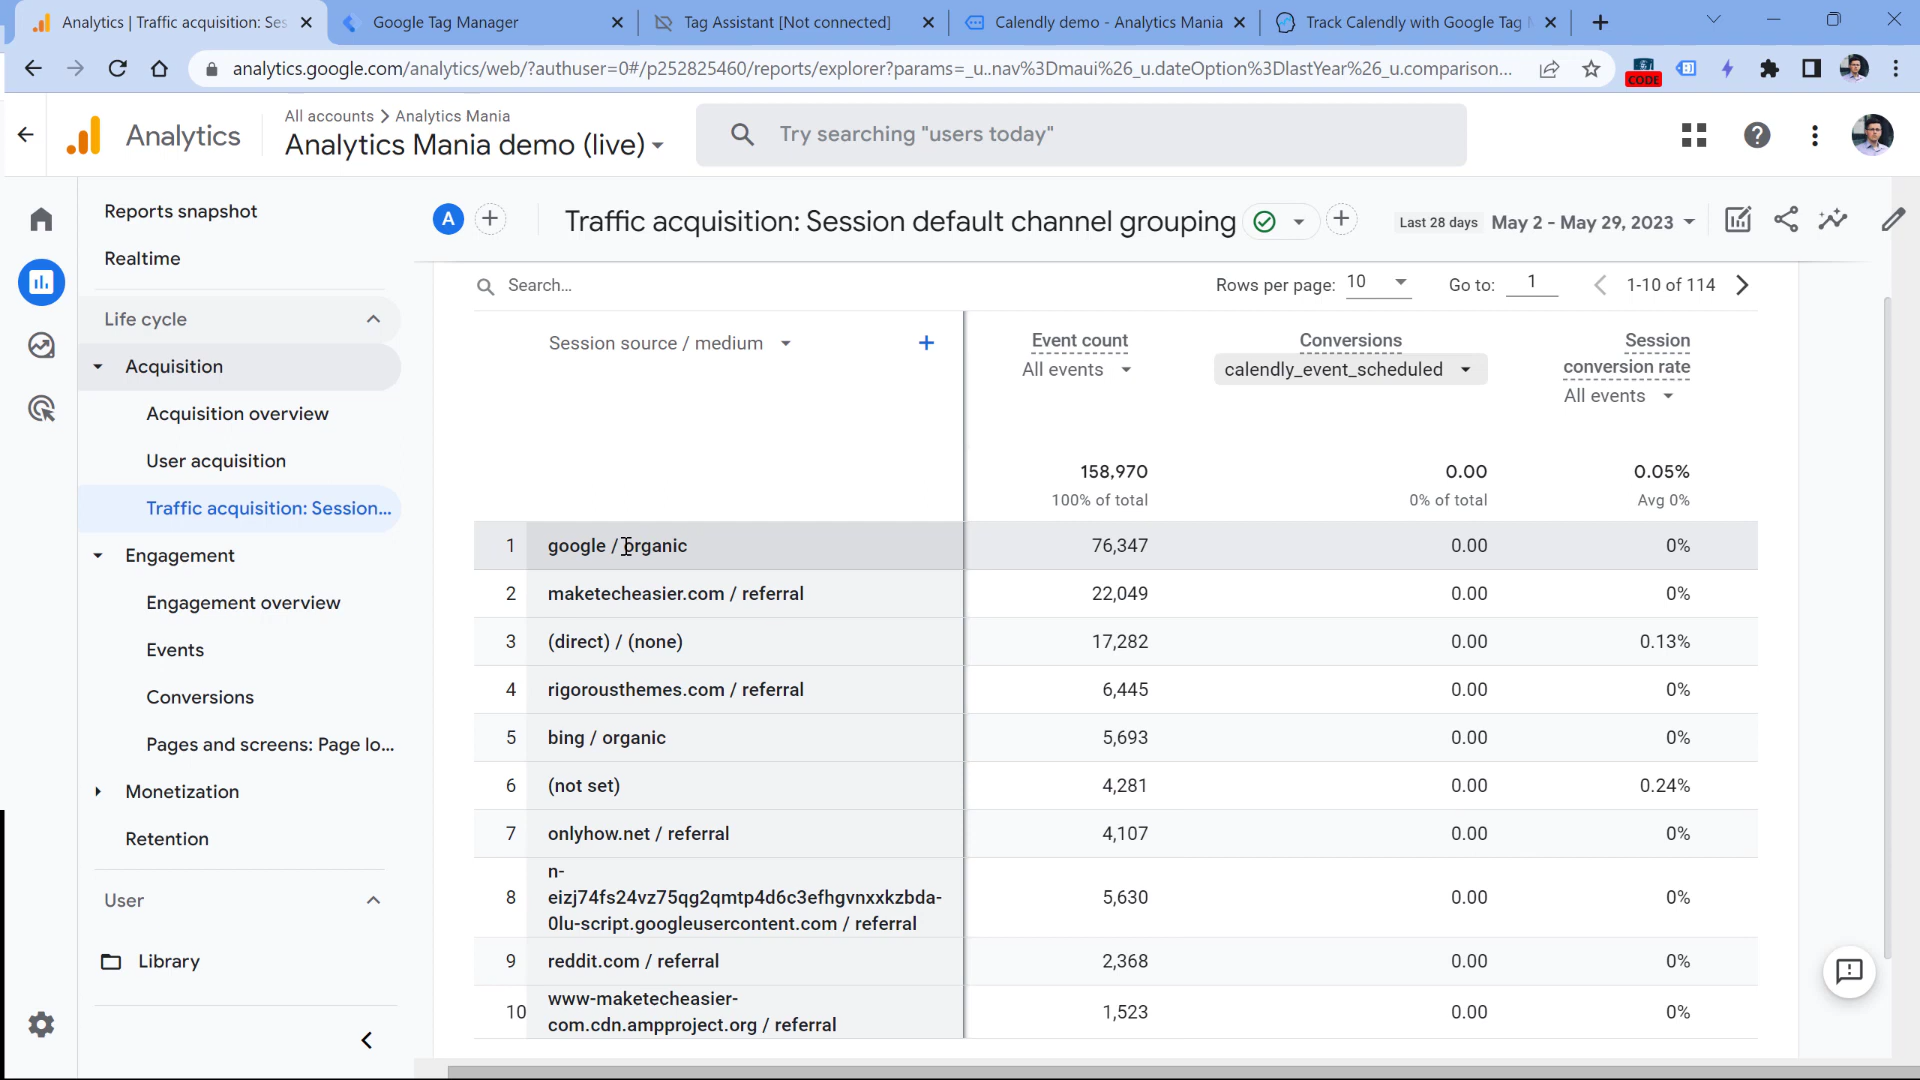 Analytics | Traffic acquisition: Ses
Google Tag Manager
Tag Assistant [Not connected]
Calendly demo - Analytics Mania
Track Calendly with Google Tag M
analytics.google.com/analytics/web/?authuser=0#/p252825460/reports/explorer?params=_u..nav%3Dmaui%26_u.dateOption%3DlastYear%26_u.comparison...
CODE
Analytics
All accounts > Analytics Mania
Analytics Mania demo (live)
Try searching "users today"
Reports snapshot
Realtime
Life cycle
Acquisition
Acquisition overview
User acquisition
Traffic acquisition: Session...
Engagement
Engagement overview
Events
Conversions
Pages and screens: Page lo...
Monetization
Retention
User
Library
A
Traffic acquisition: Session default channel grouping
Last 28 days May 2 - May 29, 2023
Search...
Rows per page: 10
Go to: 1
1-10 of 114
Session source / medium
Event count
All events
Conversions
calendly_event_scheduled
Session
conversion rate
All events
158,970 0.00 0.05%
100% of total 0% of total Avg 0%
1 google / organic 76,347 0.00 0%
2 maketecheasier.com / referral 22,049 0.00 0%
3 (direct) / (none) 17,282 0.00 0.13%
4 rigorousthemes.com / referral 6,445 0.00 0%
5 bing / organic 5,693 0.00 0%
6 (not set) 4,281 0.00 0.24%
7 onlyhow.net / referral 4,107 0.00 0%
n-
8 eizj74fs24vz75qg2qmtp4d6c3efhgvnxxkzbda- 5,630 0.00 0%
0lu-script.googleusercontent.com / referral
9 reddit.com / referral 2,368 0.00 0%
www-maketecheasier-
10 com.cdn.ampproject.org / referral 1,523 0.00 0%